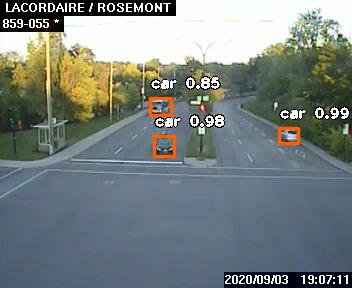 LACORDAIRE / ROSEMONT
859-055 *
car 0.85
car 0.98
car 0.99
2020/09/03 19:07:11